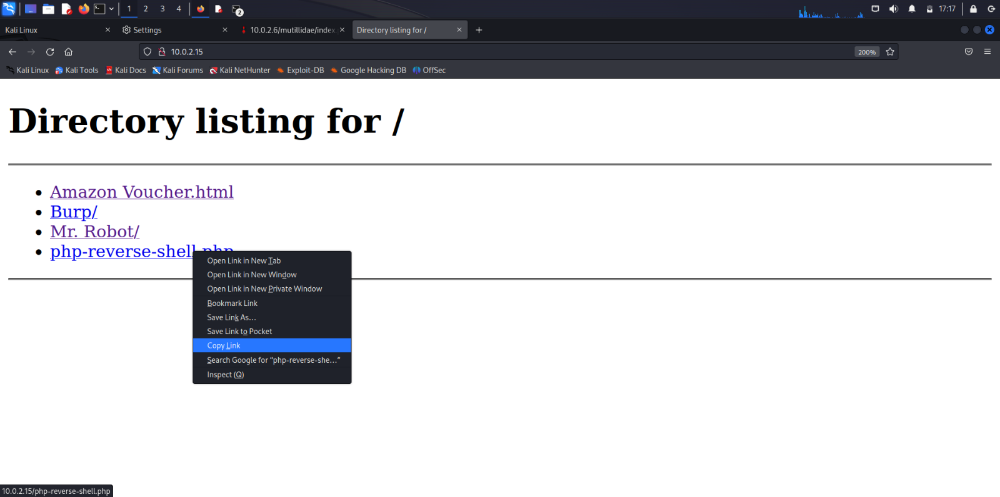 1 2 3 4 2 17:17
Kali Linux Settings 10.0.2.6/mutillidae/index. Directory listing for /
10.0.2.15 200%
Kali Linux Kali Tools Kali Docs Kali Forums Kali NetHunter Exploit-DB Google Hacking DB OffSec
Directory listing for /
Amazon Voucher.html
Burp/
Mr. Robot/
php-reverse-shell.php
Open Link in New Tab
Open Link in New Window
Open Link in New Private Window
Bookmark Link
Save Link As...
Save Link to Pocket
Copy Link
Search Google for “php-reverse-she...”
Inspect (Q)
10.0.2.15/php-reverse-shell.php